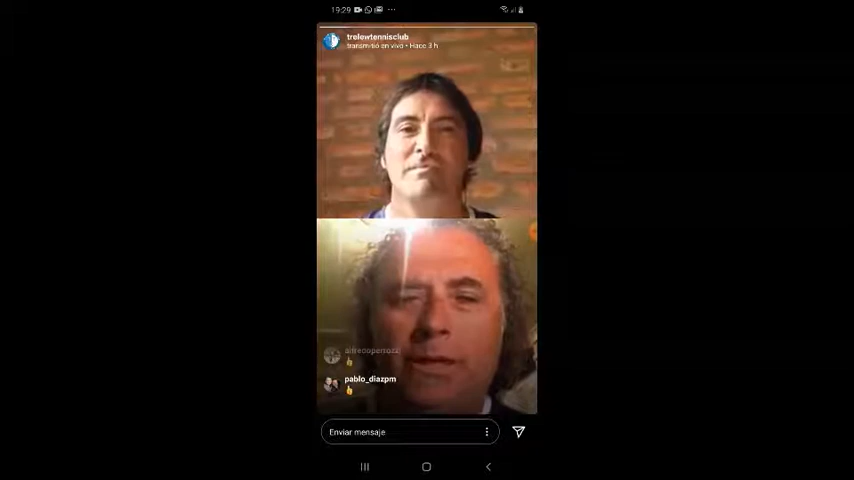 19:29
trelewtennisclub
transmitió en vivo • Hace 3 h
pablo_diazpm
Enviar mensaje